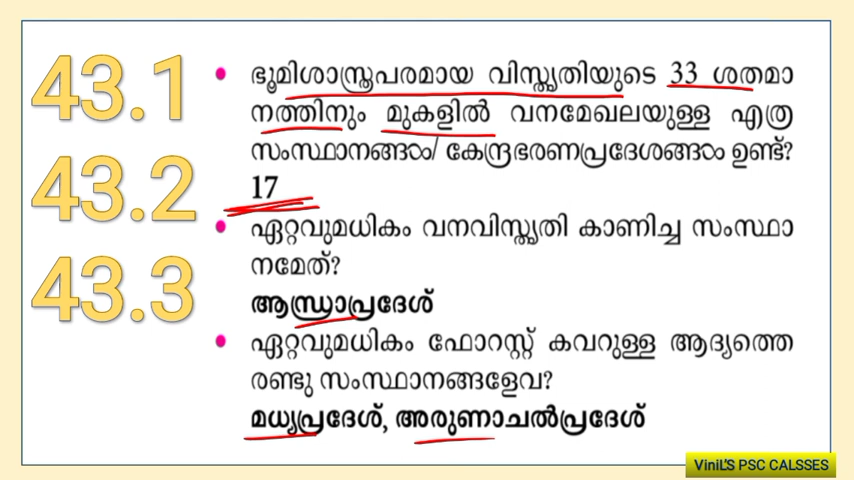 43.1
43.2
43.3
• ഭൂമിശാസ്ത്രപരമായ വിസ്തൃതിയുടെ 33 ശതമാ
നത്തിനും മുകളിൽ വനമേഖലയുള്ള എത്ര
സംസ്ഥാനങ്ങൾ/ കേന്ദ്രഭരണപ്രദേശങ്ങൾ ഉണ്ട്?
17
• ഏറ്റവുമധികം വനവിസ്തൃതി കാണിച്ച സംസ്ഥാ
നമേത്?
ആന്ധ്രാപ്രദേശ്
• ഏറ്റവുമധികം ഫോറസ്റ്റ് കവറുള്ള ആദ്യത്തെ
രണ്ടു സംസ്ഥാനങ്ങളേവ?
മധ്യപ്രദേശ്, അരുണാചൽപ്രദേശ്
ViniL'S PSC CALSSES